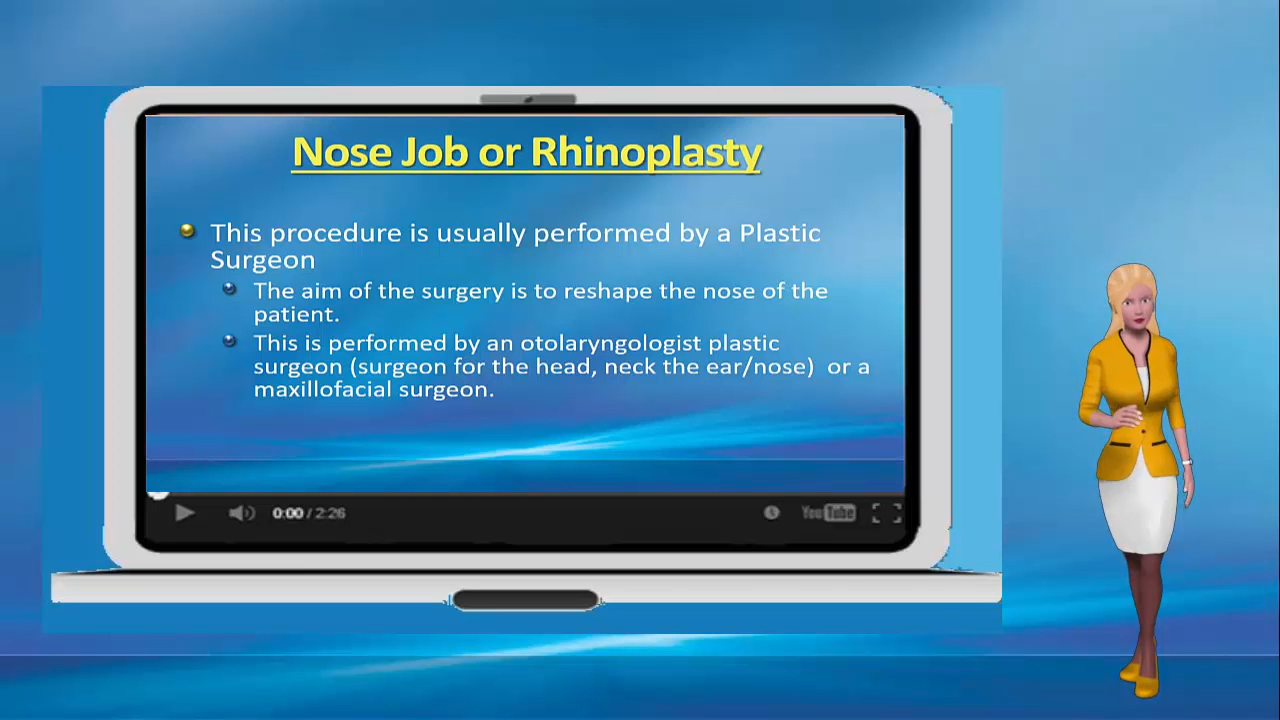 Nose Job or Rhinoplasty
This procedure is usually performed by a Plastic
Surgeon
The aim of the surgery is to reshape the nose of the
patient.
This is performed by an otolaryngologist plastic
surgeon (surgeon for the head, neck the ear/nose) or a
maxillofacial surgeon.
0:00 / 2:26
YouTube